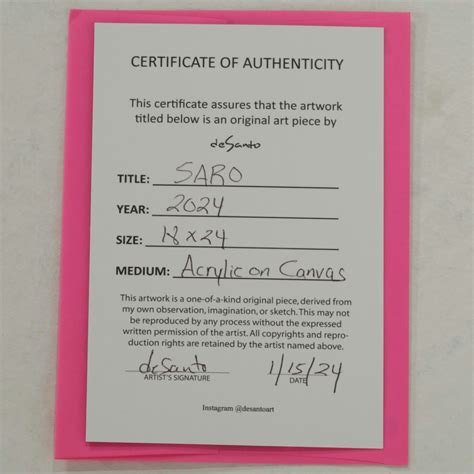 CERTIFICATE OF AUTHENTICITY
This certificate assures that the artwork
titled below is an original art piece by
deSanto
TITLE: SARO
YEAR: 2024
SIZE: 18 x 24
MEDIUM: Acrylic on Canvas
This artwork is a one-of-a-kind original piece, derived from
my own observation, imagination, or sketch. This may not
be reproduced by any process without the expressed
written permission of the artist. All copyrights and repro-
duction rights are retained by the artist named above.
deSanto 1/15/24
ARTIST'S SIGNATURE DATE
Instagram @desantoart